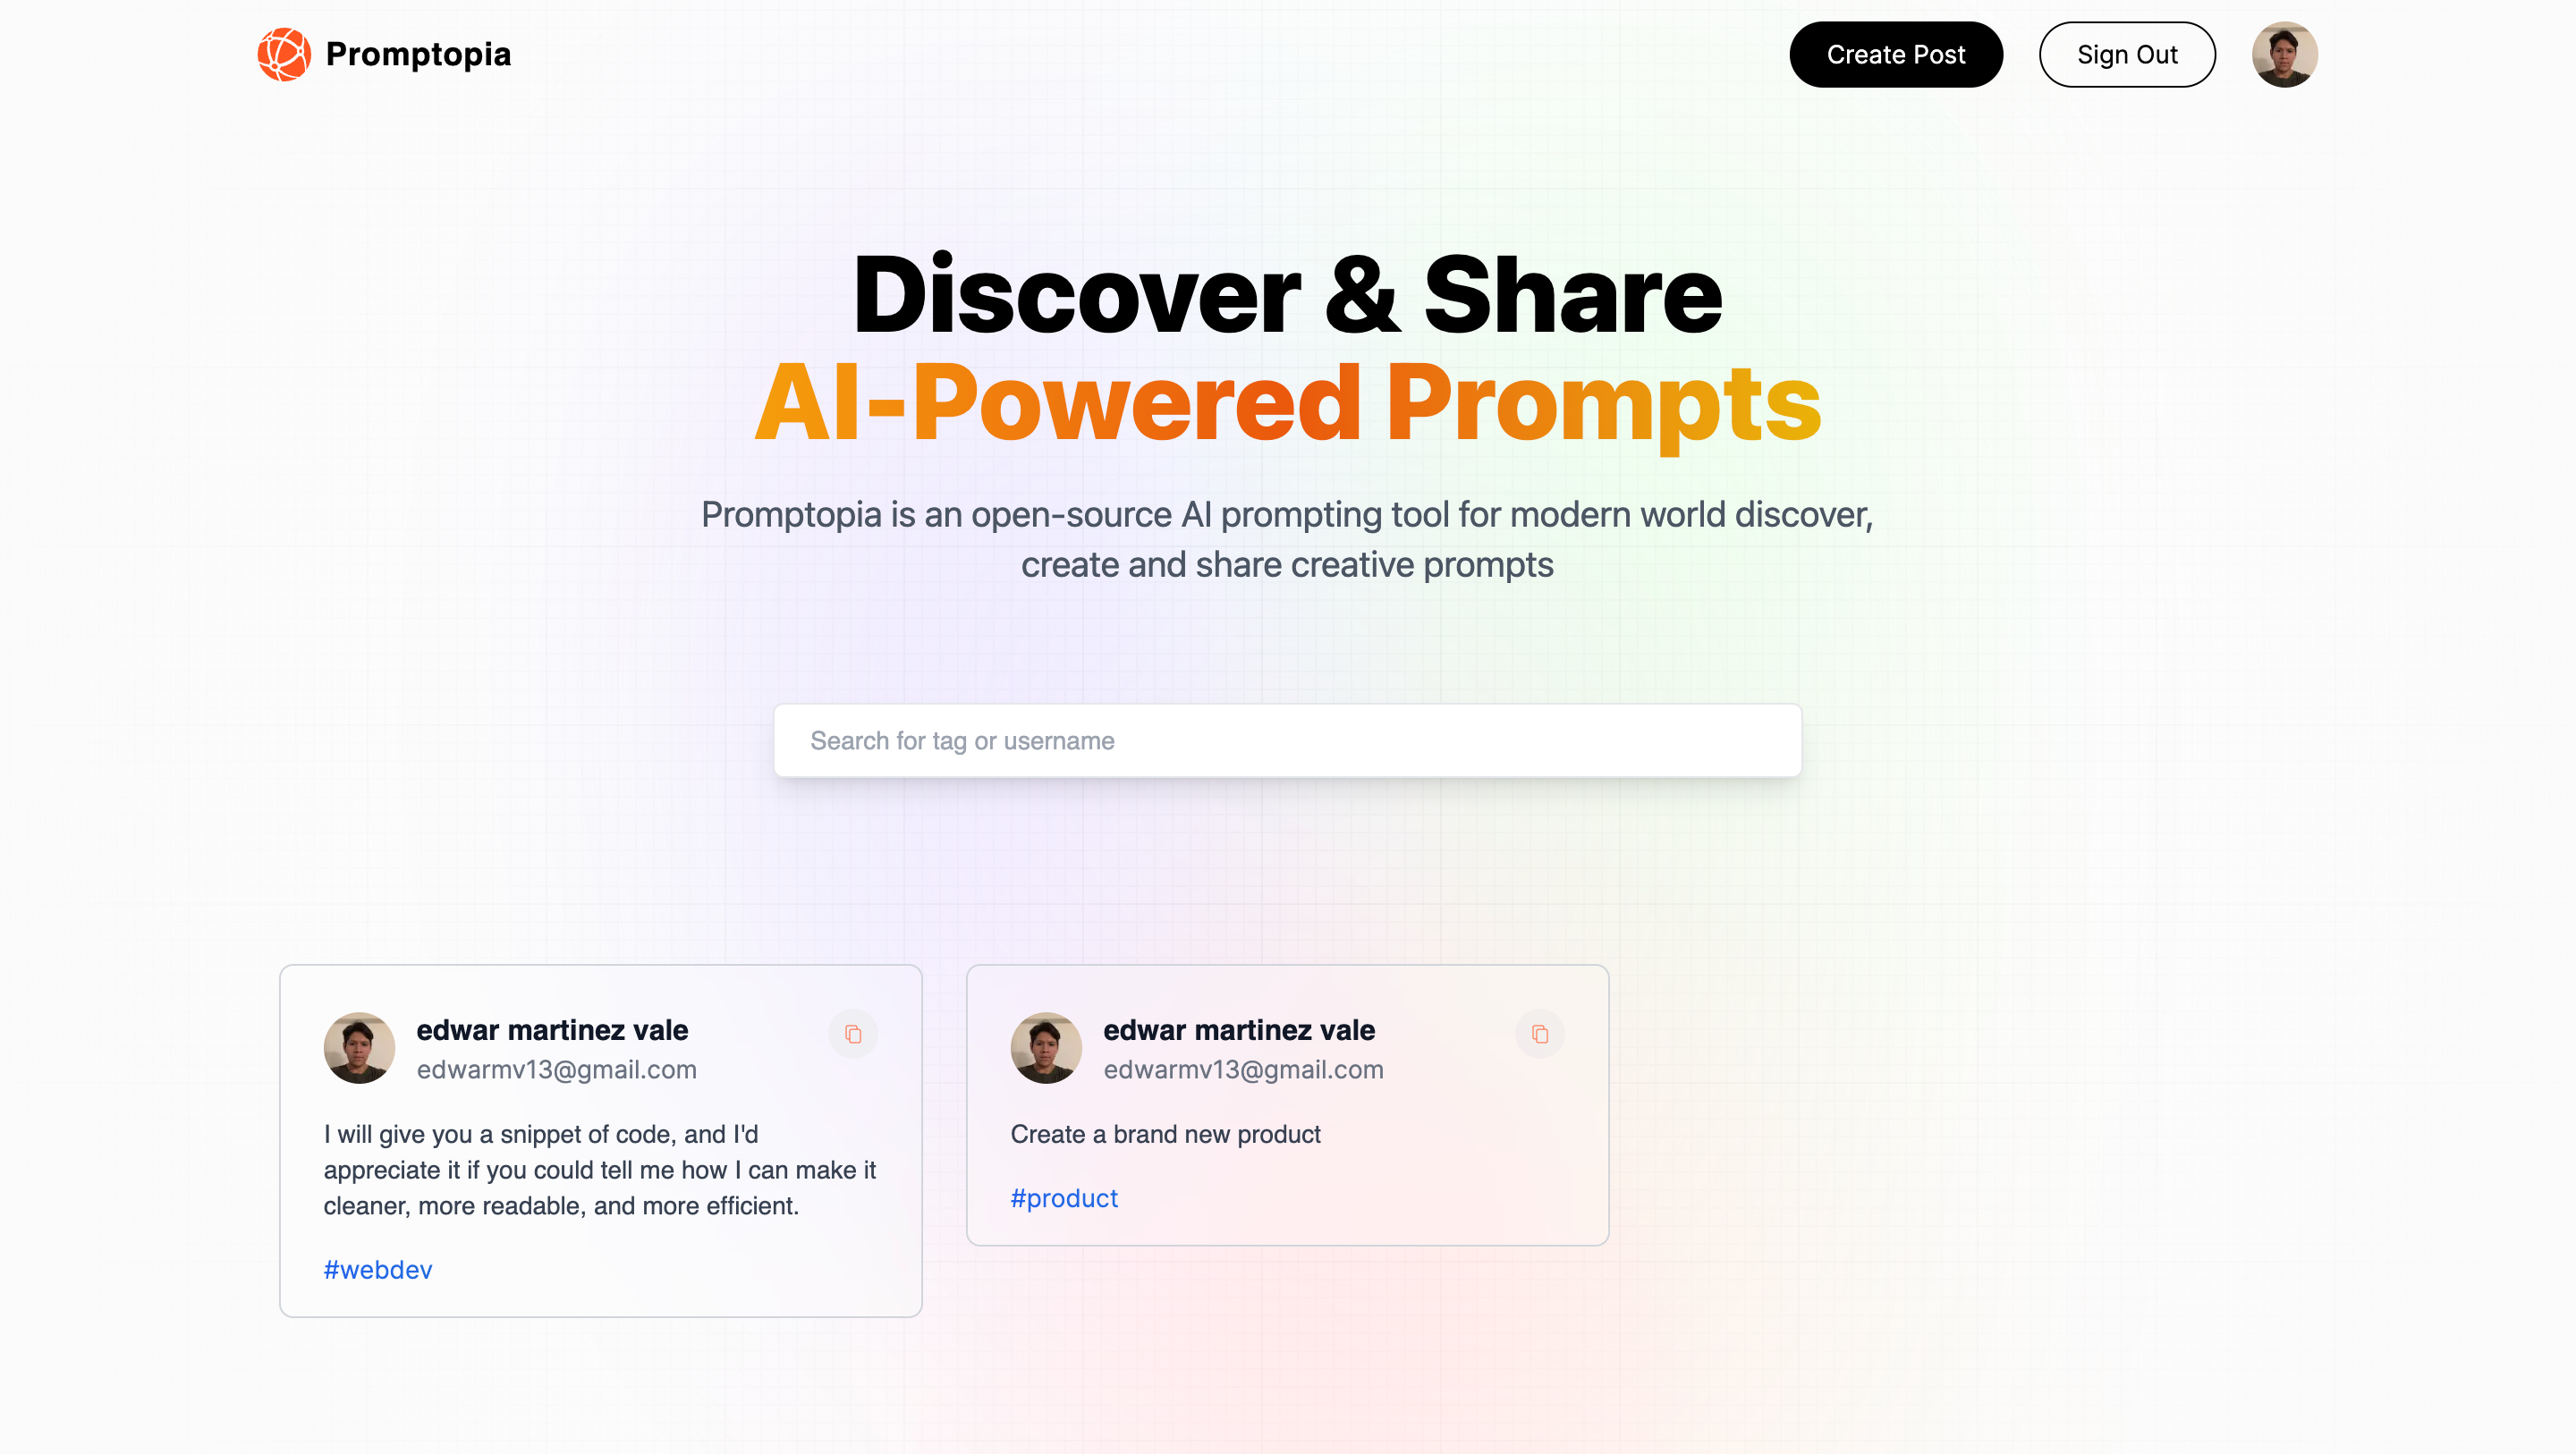 Promptopia
Create Post
Sign Out
Discover & Share
AI-Powered Prompts
Promptopia is an open-source AI prompting tool for modern world discover,
create and share creative prompts
Search for tag or username
edwar martinez vale
edwarmv13@gmail.com
I will give you a snippet of code, and I'd
appreciate it if you could tell me how I can make it
cleaner, more readable, and more efficient.
#webdev
edwar martinez vale
edwarmv13@gmail.com
Create a brand new product
#product